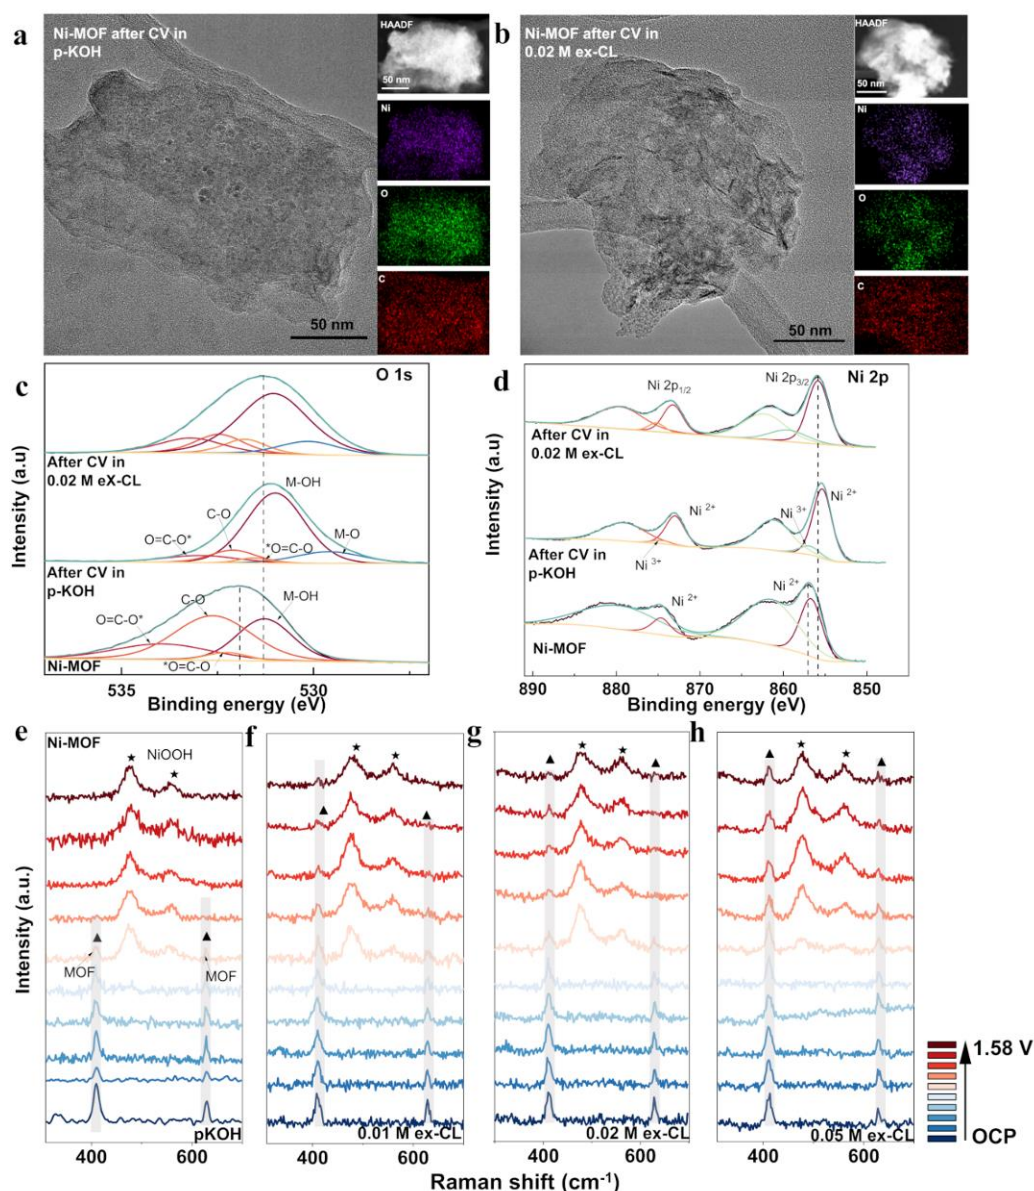 a
Ni-MOF after CV in
p-KOH
50 nm
HAADF
50 nm
Ni
O
C
b
Ni-MOF after CV in
0.02 M ex-CL
50 nm
HAADF
50 nm
Ni
O
C
c
O 1s
After CV in
0.02 M eX-CL
M-OH
C-O
O=C-O*
*O=C-O
M-O
After CV in
p-KOH
C-O
M-OH
O=C-O*
*O=C-O
Ni-MOF
535
530
Binding energy (eV)
Intensity (a.u)
d
Ni 2p
Ni 2p1/2
Ni 2p3/2
After CV in
0.02 M ex-CL
Ni 2+
Ni 3+
Ni 3+
Ni 2+
After CV in
p-KOH
Ni 2+
Ni 2+
Ni-MOF
890
880
870
860
850
Binding energy (eV)
Intensity (a.u)
e
Ni-MOF
★
NiOOH
★
▲
▲
MOF
MOF
pKOH
400
600
f
★
★
▲
▲
0.01 M ex-CL
400
600
g
▲
★
★
▲
0.02 M ex-CL
400
600
h
▲
★
★
▲
0.05 M ex-CL
400
600
1.58 V
OCP
Intensity (a.u.)
Raman shift (cm-1)